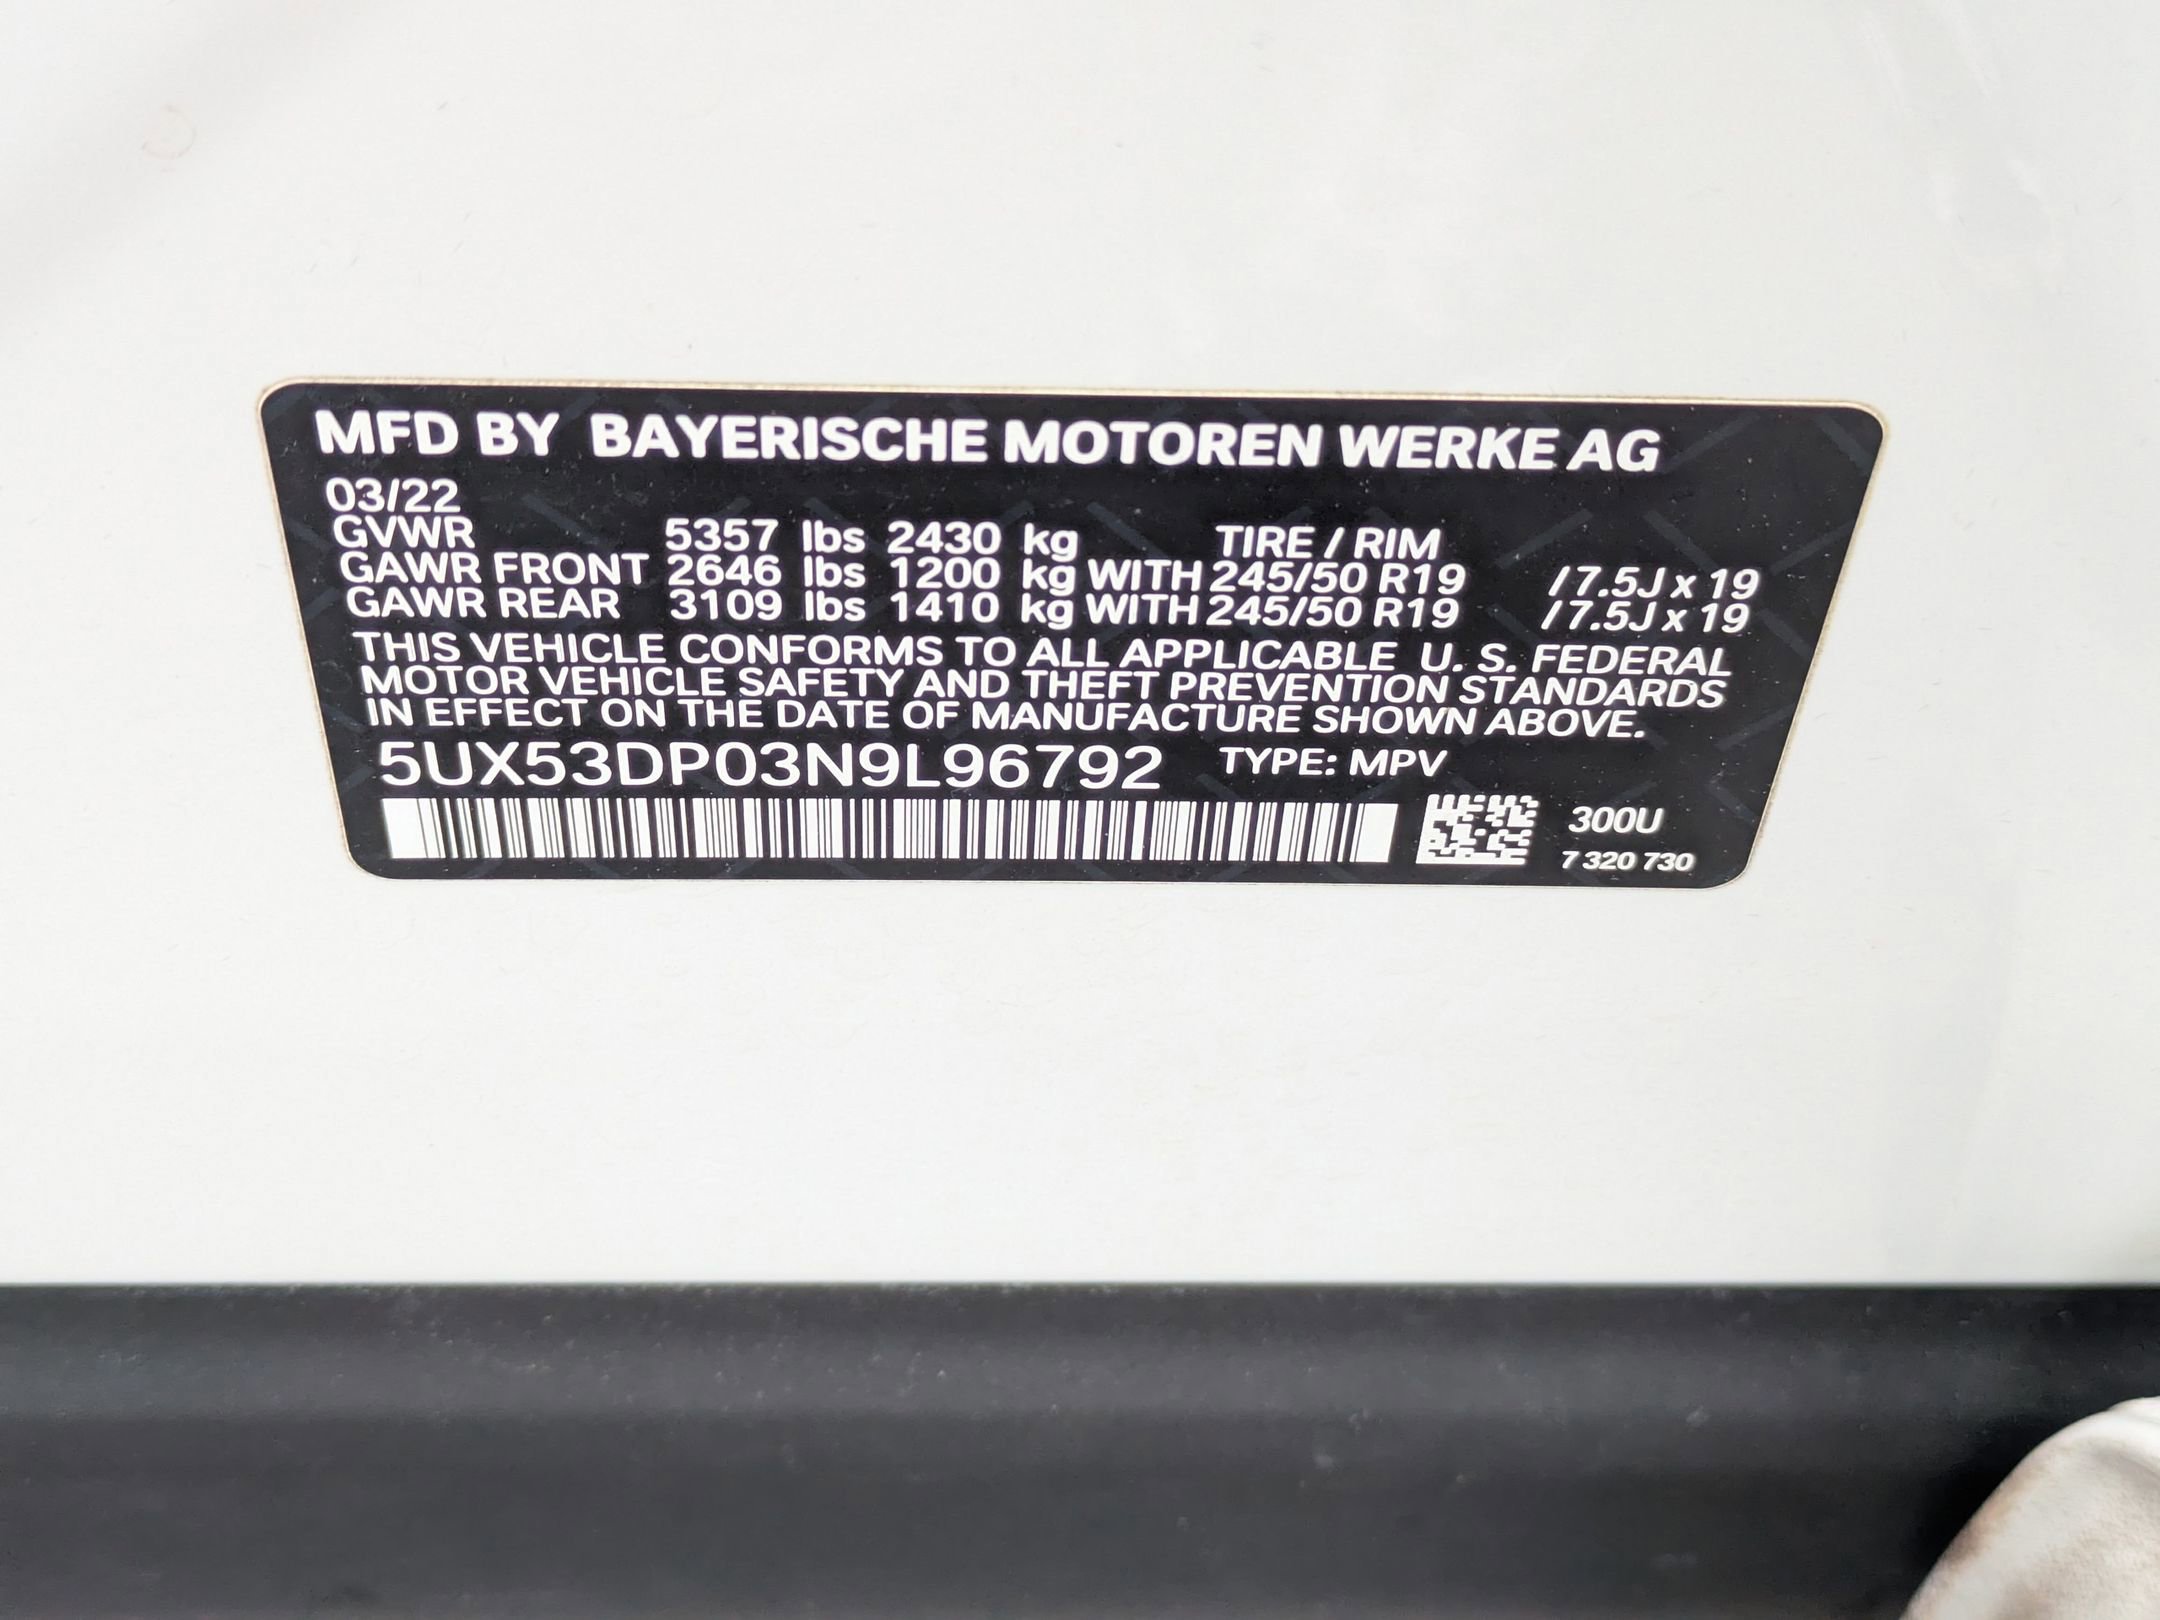 MFD BY BAYERISCHE MOTOREN WERKE AG
03/22
GVWR 5357 lbs 2430 kg TIRE / RIM
GAWR FRONT 2646 lbs 1200 kg WITH 245/50 R19 / 7.5J x 19
GAWR REAR 3109 lbs 1410 kg WITH 245/50 R19 / 7.5J x 19
THIS VEHICLE CONFORMS TO ALL APPLICABLE U. S. FEDERAL
MOTOR VEHICLE SAFETY AND THEFT PREVENTION STANDARDS
IN EFFECT ON THE DATE OF MANUFACTURE SHOWN ABOVE.
5UX53DP03N9L96792 TYPE: MPV
300U
7 320 730